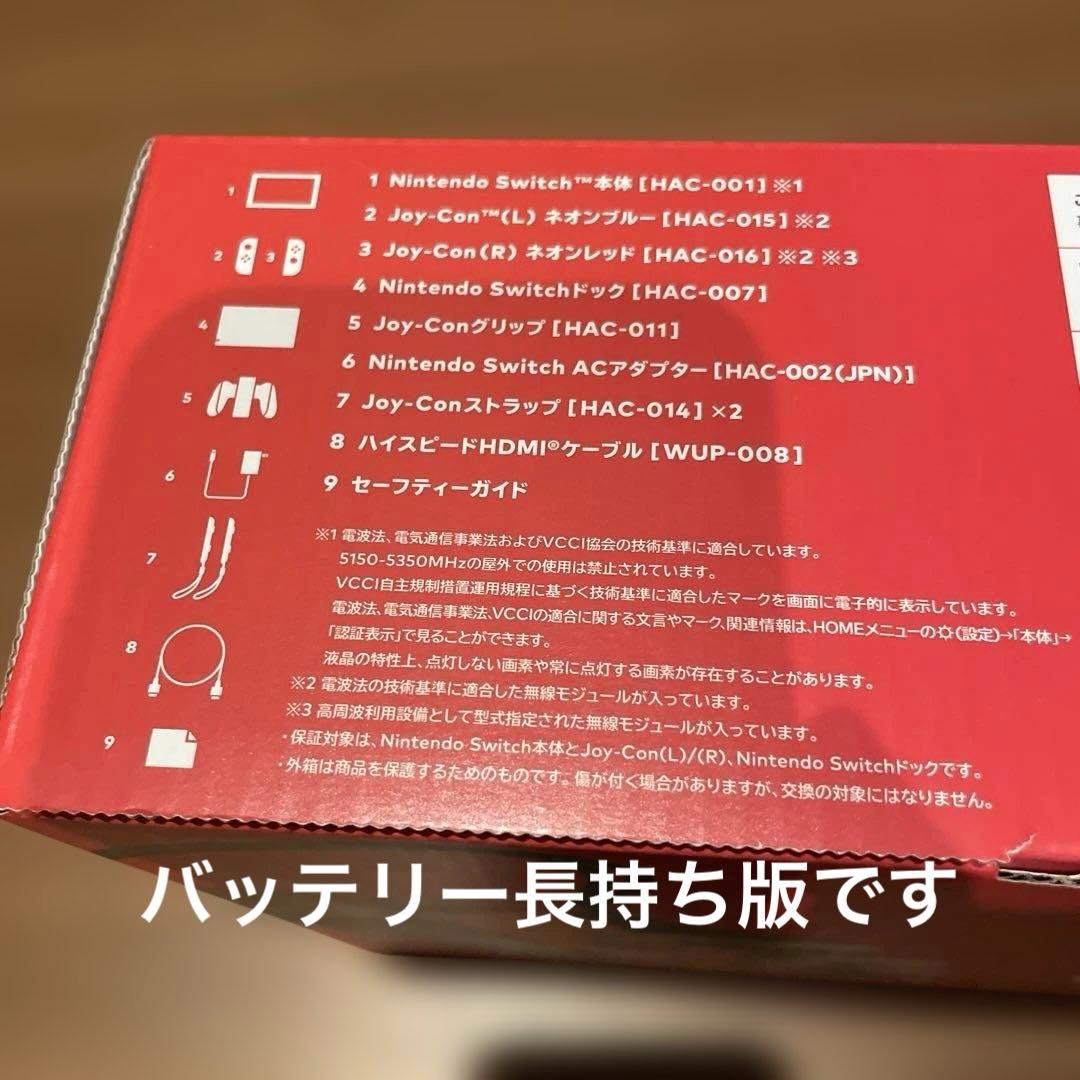 1 Nintendo Switch™本体 [HAC-001] ※1
2 Joy-Con™(L) ネオンブルー [HAC-015] ※2
3 Joy-Con(R) ネオンレッド [HAC-016] ※2 ※3
4 Nintendo Switchドック [HAC-007]
5 Joy-Conグリップ [HAC-011]
6 Nintendo Switch ACアダプター [HAC-002(JPN)]
7 Joy-Conストラップ [HAC-014] ×2
8 ハイスピードHDMI®ケーブル [WUP-008]
9 セーフティーガイド
1
2 3
4
5
6
7
8
9
※1 電波法、電気通信事業法およびVCCI協会の技術基準に適合しています。
5150-5350MHzの屋外での使用は禁止されています。
VCCI自主規制措置運用規程に基づく技術基準に適合したマークを画面に電子的に表示しています。
電波法、電気通信事業法、VCCIの適合に関する文言やマーク、関連情報は、HOMEメニューの(設定)→「本体」→
「認証表示」で見ることができます。
液晶の特性上、点灯しない画素や常に点灯する画素が存在することがあります。
※2 電波法の技術基準に適合した無線モジュールが入っています。
※3 高周波利用設備として型式指定された無線モジュールが入っています。
・保証対象は、Nintendo Switch本体とJoy-Con(L)/(R)、Nintendo Switchドックです。
・外箱は商品を保護するためのものです。傷が付く場合がありますが、交換の対象にはなりません。
バッテリー長持ち版です